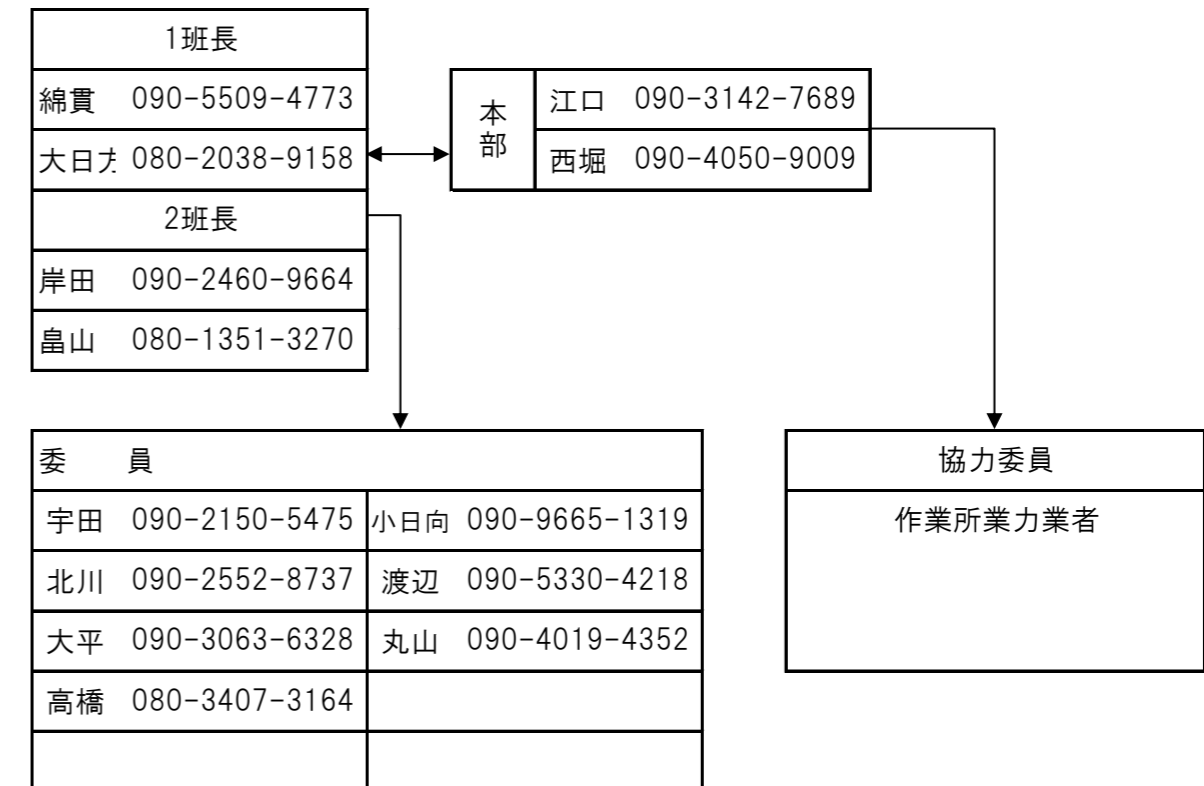 1班長
綿貫 090-5509-4773
大日方 080-2038-9158
2班長
岸田 090-2460-9664
畠山 080-1351-3270
本部
江口 090-3142-7689
西堀 090-4050-9009
委 員
宇田 090-2150-5475 小日向 090-9665-1319
北川 090-2552-8737 渡辺 090-5330-4218
大平 090-3063-6328 丸山 090-4019-4352
高橋 080-3407-3164
協力委員
作業所業力業者